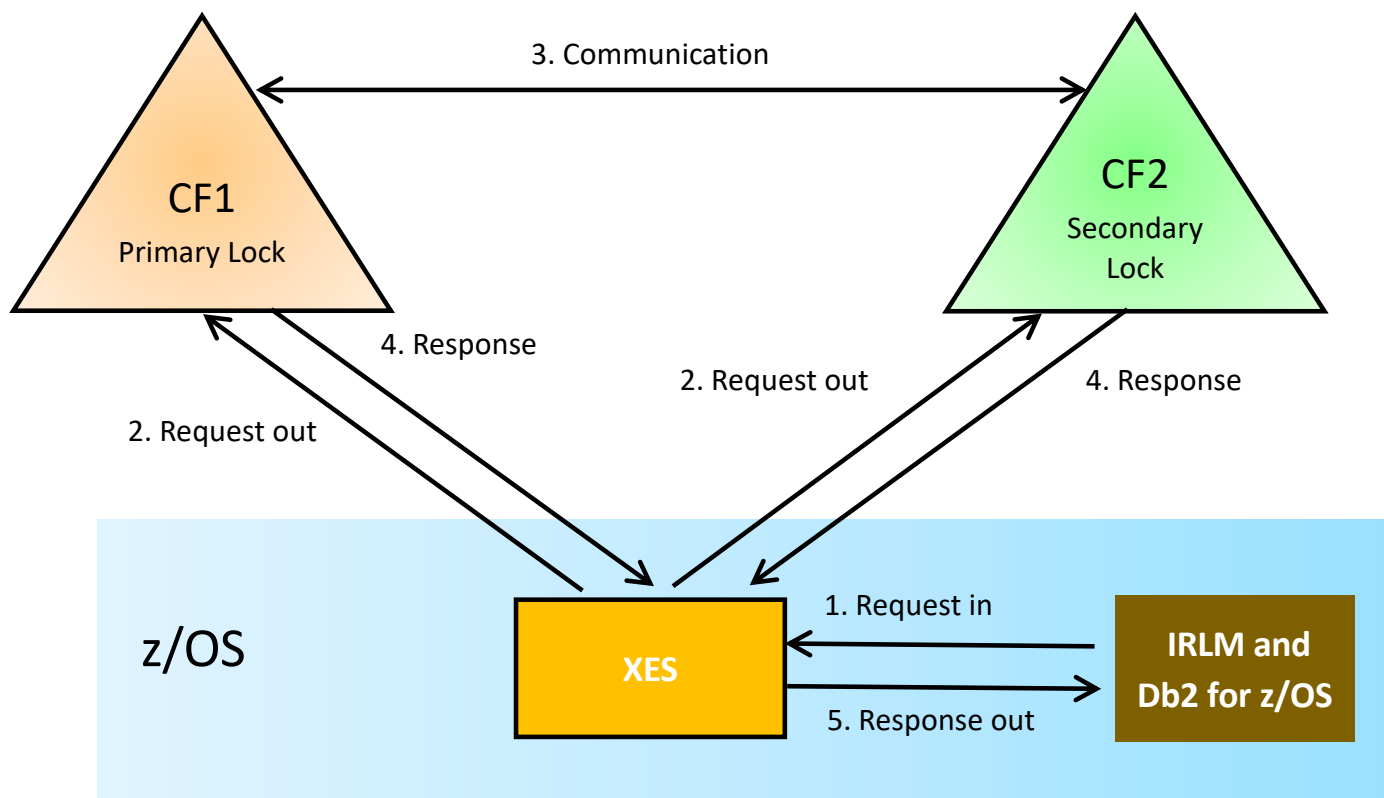 3. Communication
CF1
Primary Lock
CF2
Secondary
Lock
4. Response
2. Request out
2. Request out
4. Response
z/OS
XES
1. Request in
5. Response out
IRLM and
Db2 for z/OS